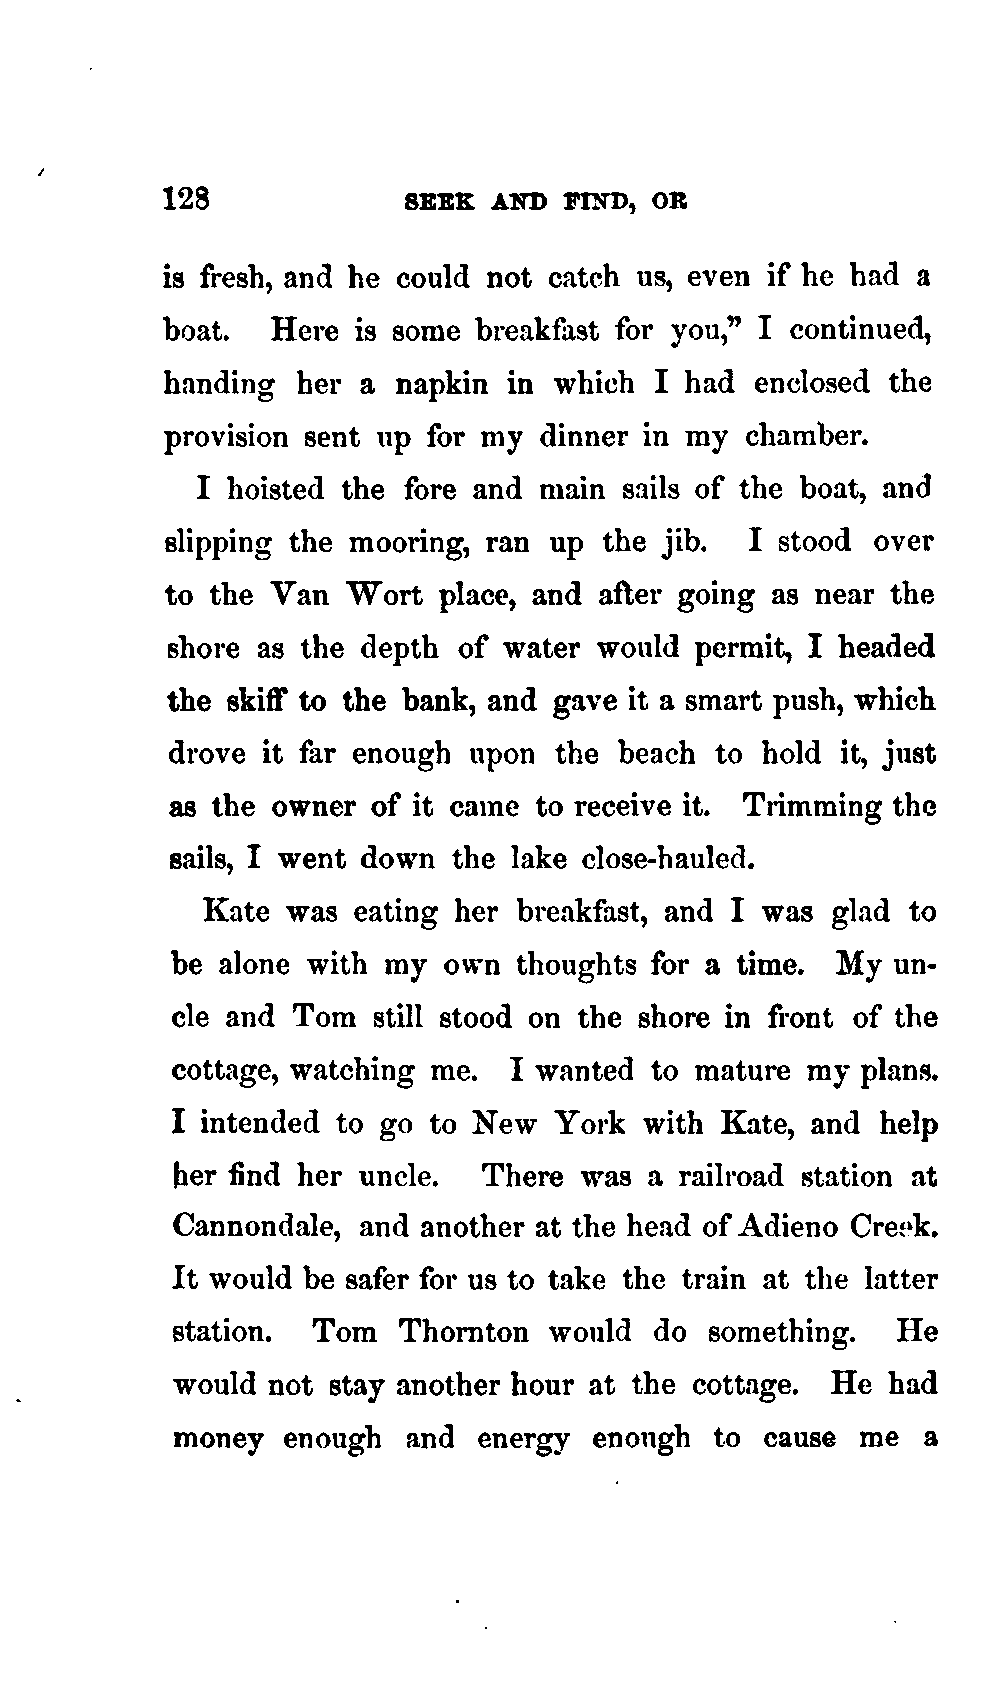 128 SEEK AND FIND, OR
is fresh, and he could not catch us, even if he had a
boat. Here is some breakfast for you,” I continued,
handing her a napkin in which I had enclosed the
provision sent up for my dinner in my chamber.
I hoisted the fore and main sails of the boat, and
slipping the mooring, ran up the jib. I stood over
to the Van Wort place, and after going as near the
shore as the depth of water would permit, I headed
the skiff to the bank, and gave it a smart push, which
drove it far enough upon the beach to hold it, just
as the owner of it came to receive it. Trimming the
sails, I went down the lake close-hauled.
Kate was eating her breakfast, and I was glad to
be alone with my own thoughts for a time. My un-
cle and Tom still stood on the shore in front of the
cottage, watching me. I wanted to mature my plans.
I intended to go to New York with Kate, and help
her find her uncle. There was a railroad station at
Cannondale, and another at the head of Adieno Creek.
It would be safer for us to take the train at the latter
station. Tom Thornton would do something. He
would not stay another hour at the cottage. He had
money enough and energy enough to cause me a